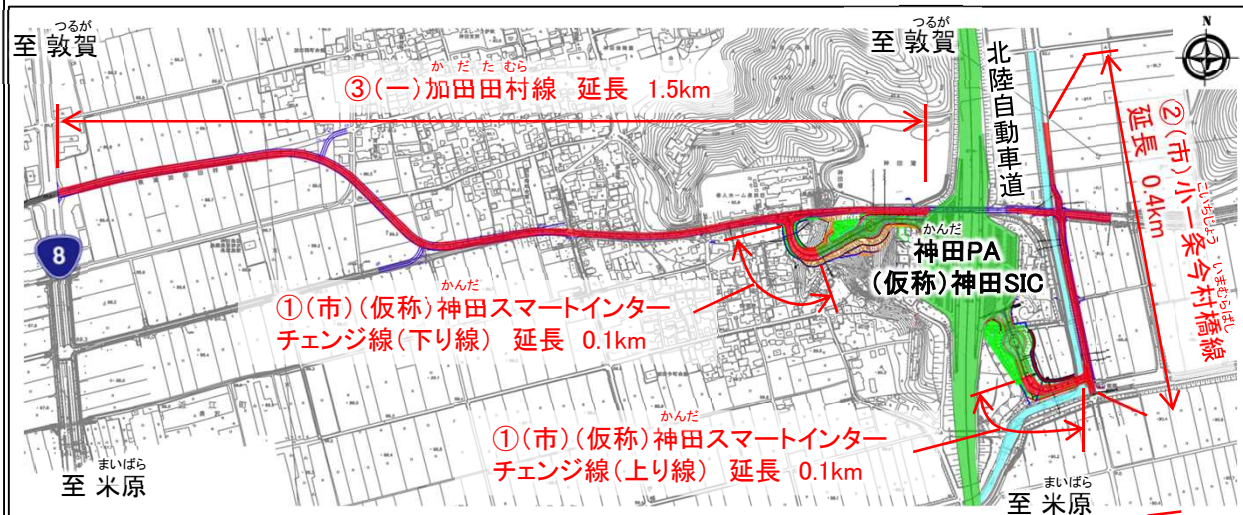 つるが
至 敦賀
つるが
至 敦賀
北陸自動車道
N
かだたむら
③(一)加田田村線 延長 1.5km
こいちじょう いまむらばし
②(市)小一条今村橋線
延長 0.4km
8
かんだ
神田PA
(仮称)神田SIC
かんだ
①(市)(仮称)神田スマートインター
チェンジ線(下り線) 延長 0.1km
かんだ
①(市)(仮称)神田スマートインター
チェンジ線(上り線) 延長 0.1km
まいばら
至 米原
まいばら
至 米原